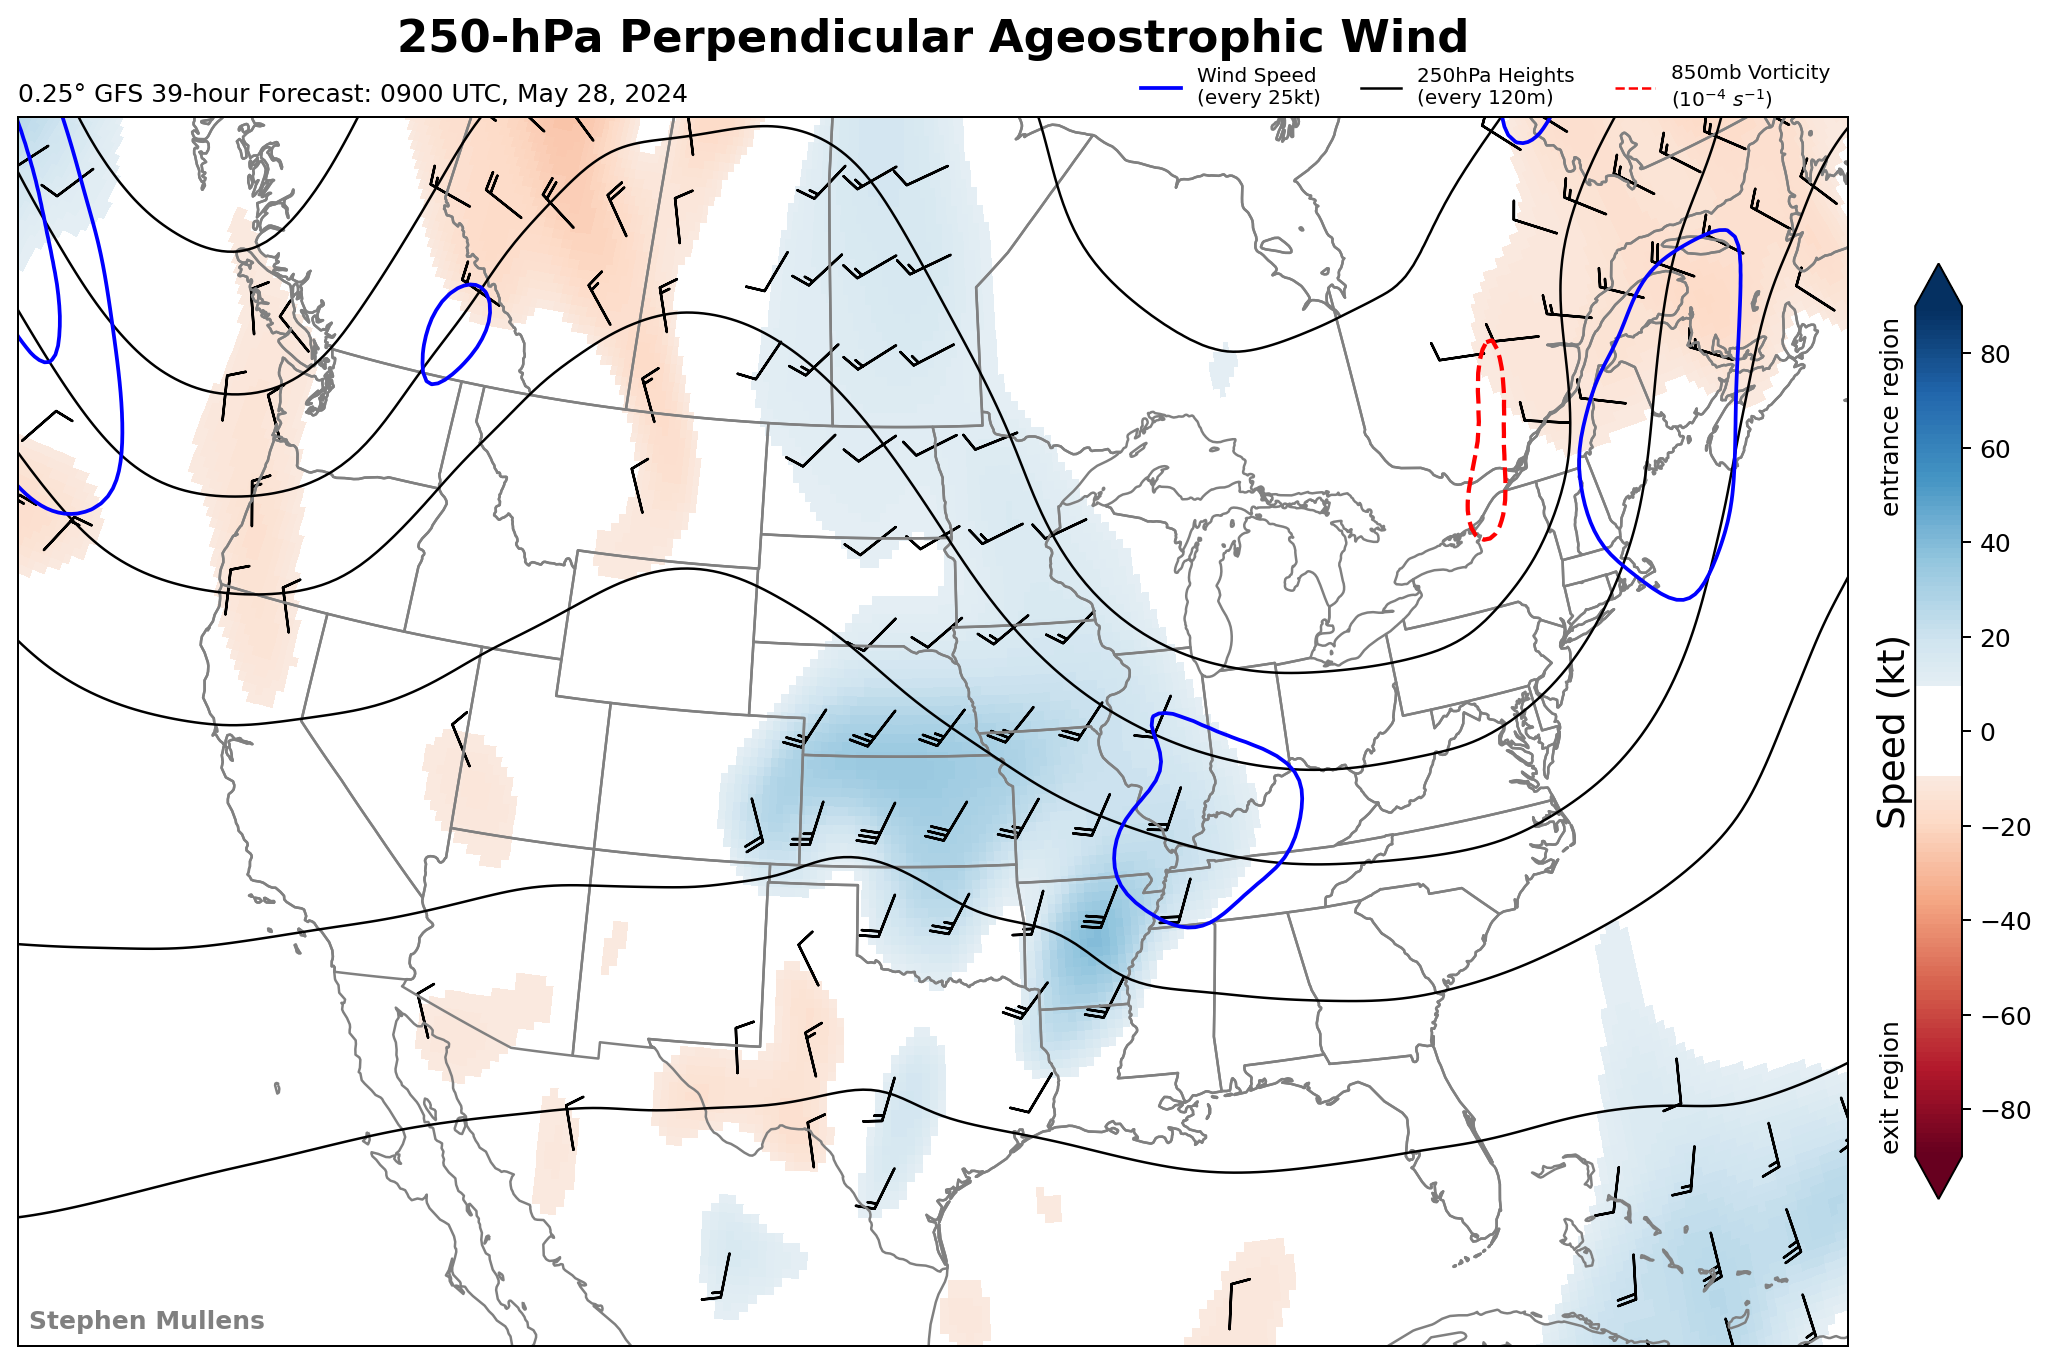 250-hPa Perpendicular Ageostrophic Wind
0.25° GFS 39-hour Forecast: 0900 UTC, May 28, 2024
Wind Speed
(every 25kt)
250hPa Heights
(every 120m)
850mb Vorticity
(10⁻⁴ s⁻¹)
entrance region
Speed (kt)
exit region
80
60
40
20
0
−20
−40
−60
−80
Stephen Mullens